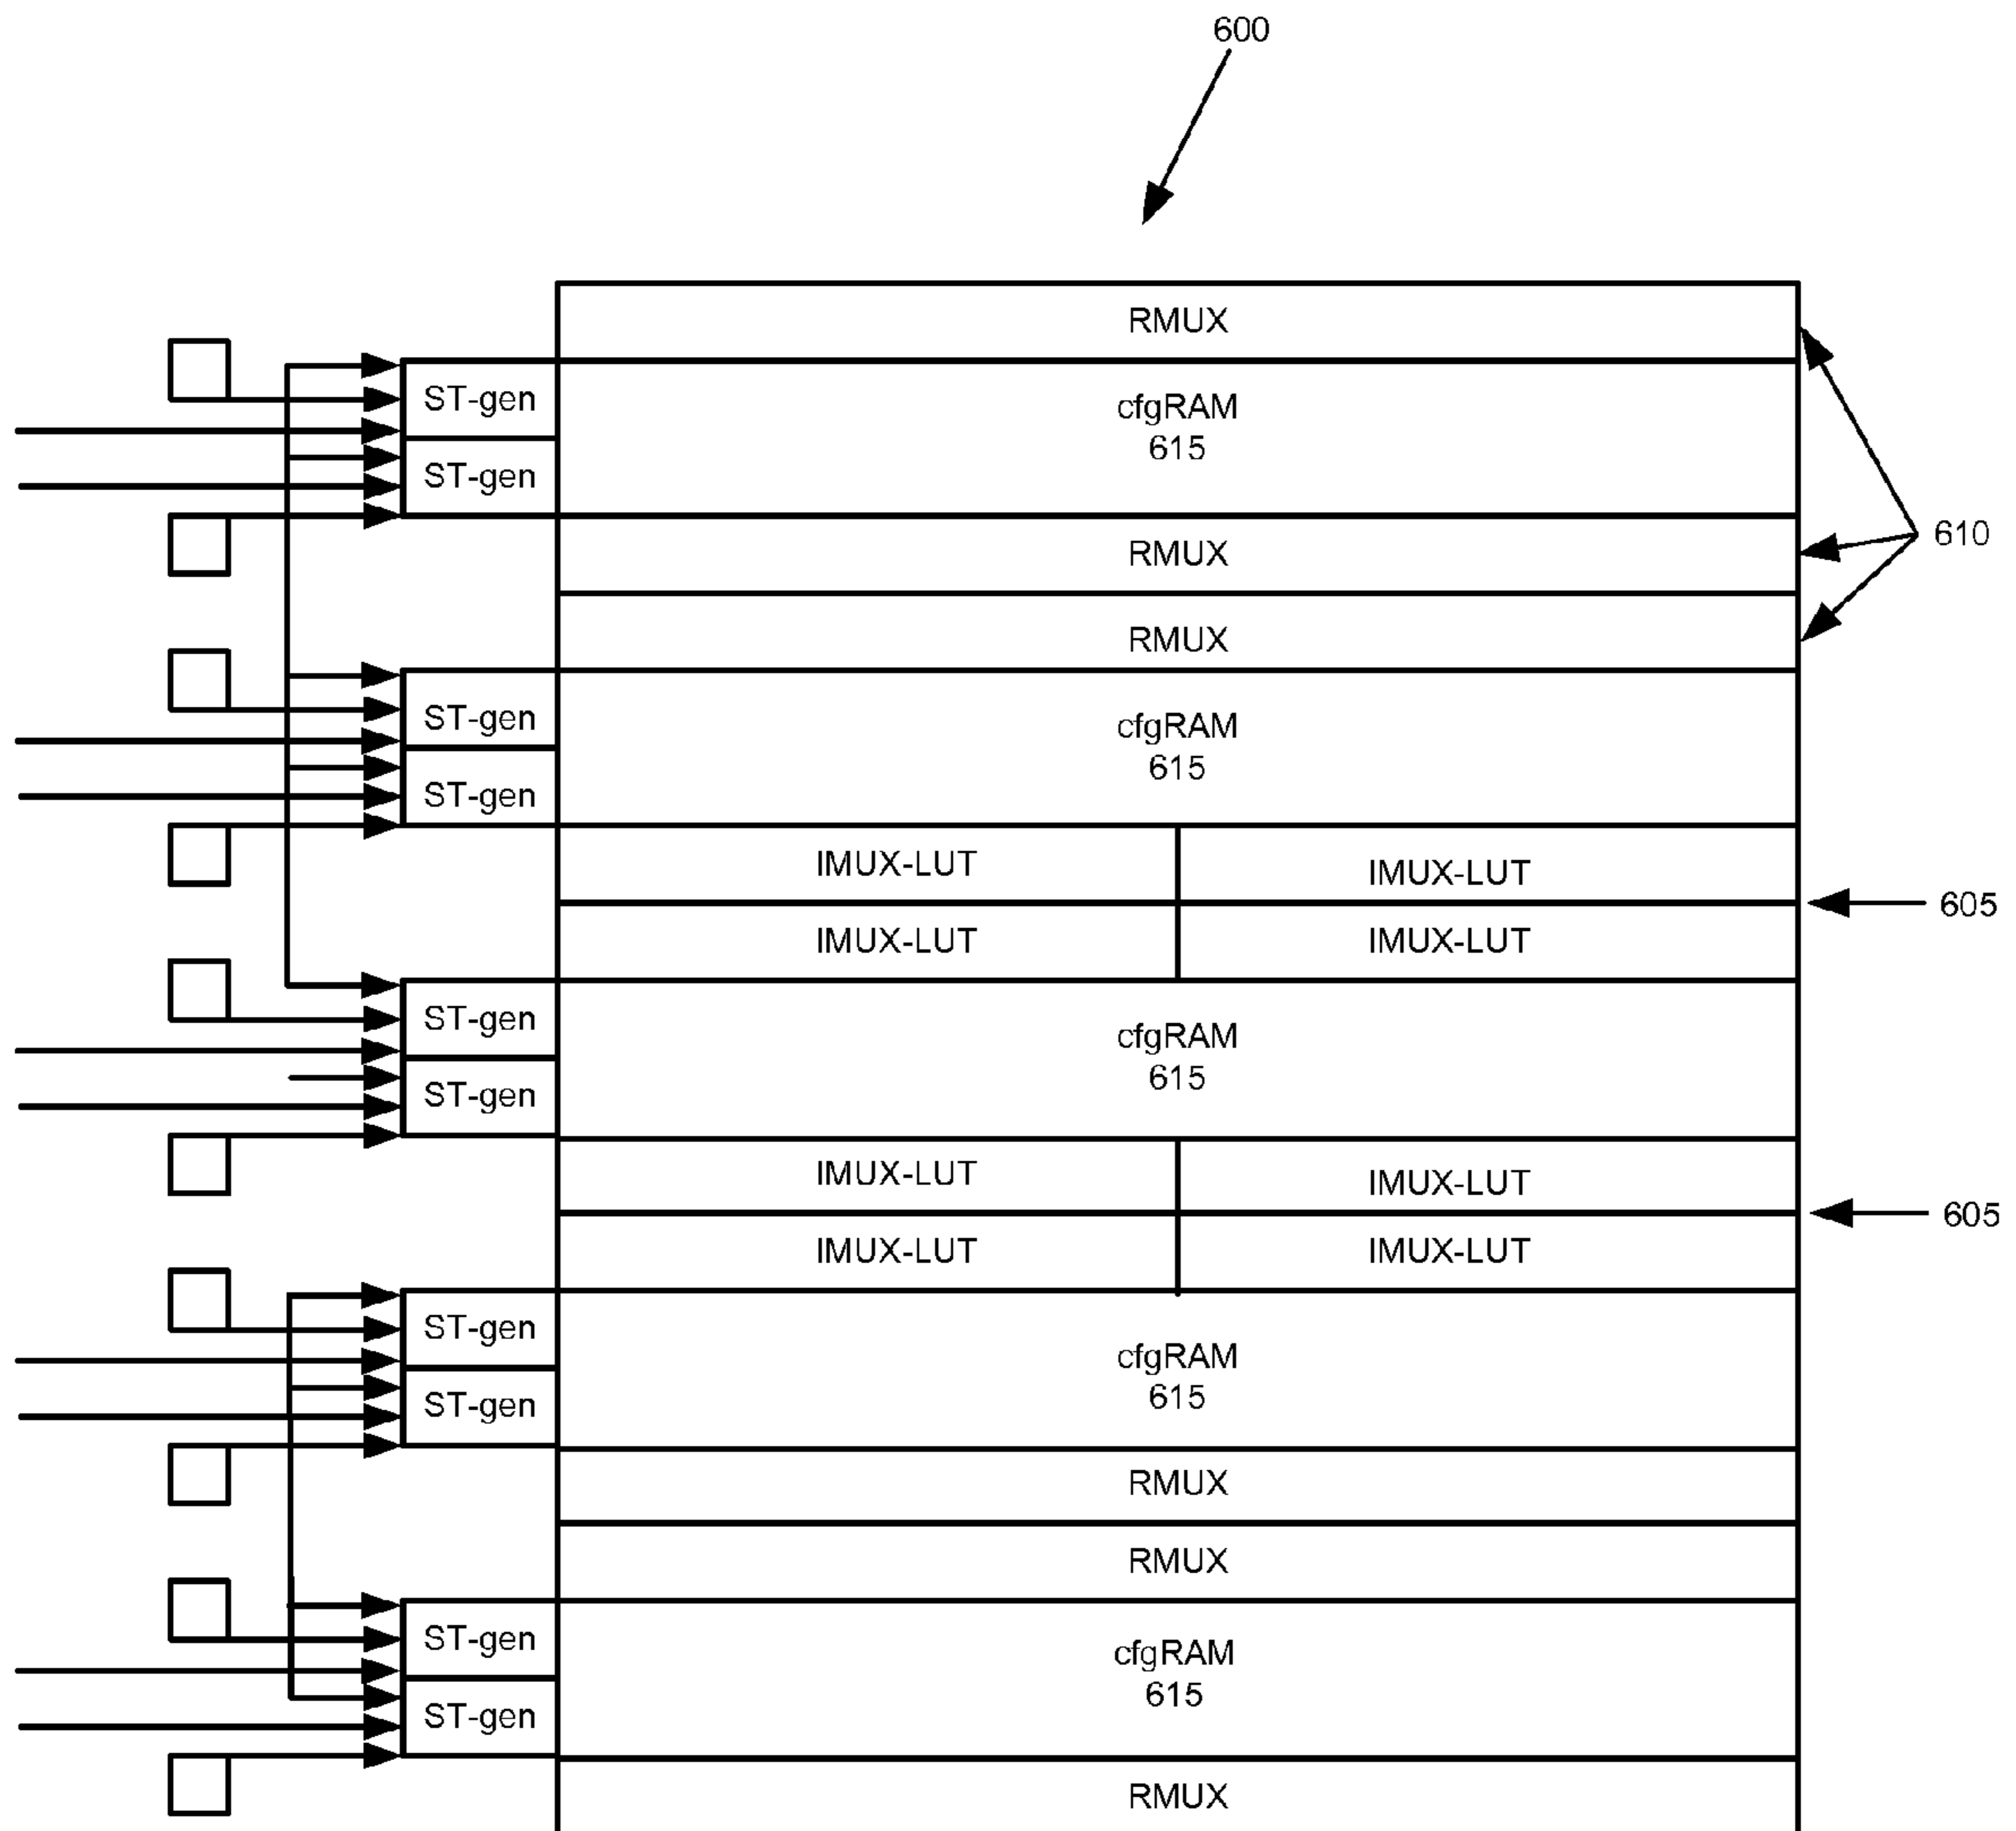 600
RMUX
ST-gen
cfgRAM
615
ST-gen
RMUX
610
RMUX
ST-gen
cfgRAM
615
ST-gen
IMUX-LUT IMUX-LUT
605
IMUX-LUT IMUX-LUT
ST-gen
cfgRAM
615
ST-gen
IMUX-LUT IMUX-LUT
605
IMUX-LUT IMUX-LUT
ST-gen
cfgRAM
615
ST-gen
RMUX
RMUX
ST-gen
cfgRAM
615
ST-gen
RMUX